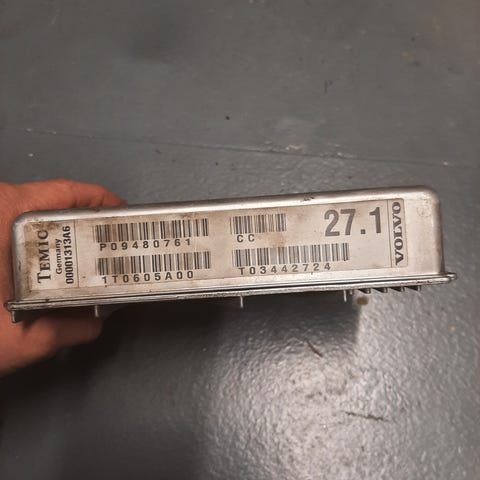 TEMIC
Germany
00001313A6
P09480761
CC
27.1
1T0605A00
T03442724
VOLVO